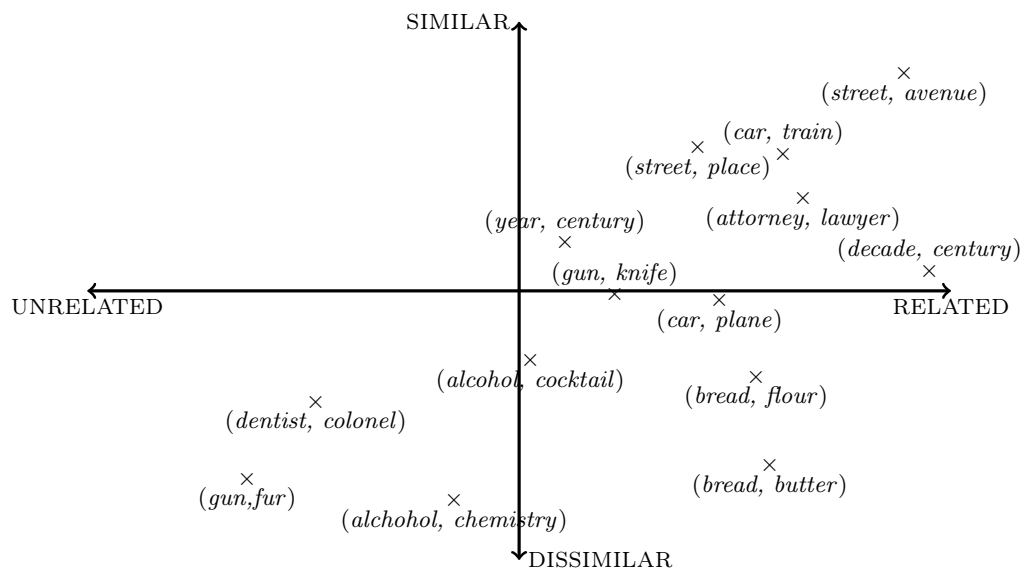 SIMILAR
(street, avenue)
(car, train)
(street, place)
(attorney, lawyer)
(year, century)
(decade, century)
(gun, knife)
UNRELATED
RELATED
(car, plane)
(alcohol, cocktail)
(bread, flour)
(dentist, colonel)
(bread, butter)
(gun,fur)
(alchohol, chemistry)
DISSIMILAR